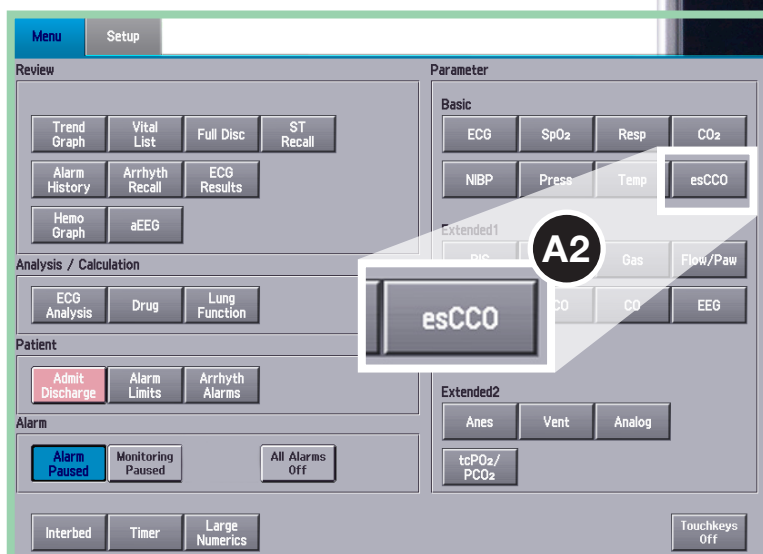 Menu
Setup
Review
Trend
Graph
Vital
List
Full Disc
ST
Recall
Alarm
History
Arrhyth
Recall
ECG
Results
Hemo
Graph
aEEG
Analysis / Calculation
ECG
Analysis
Drug
Lung
Function
Patient
Admit
Discharge
Alarm
Limits
Arrhyth
Alarms
Alarm
Alarm
Paused
Monitoring
Paused
All Alarms
Off
Interbed
Timer
Large
Numerics
Parameter
Basic
ECG
SpO₂
Resp
CO₂
NIBP
Press
Temp
esCCO
Extended1
BIS
Gas
Flow/Paw
CO
EEG
A2
esCCO
Extended2
Anes
Vent
Analog
tcPO₂/
PCO₂
Touchkeys
Off